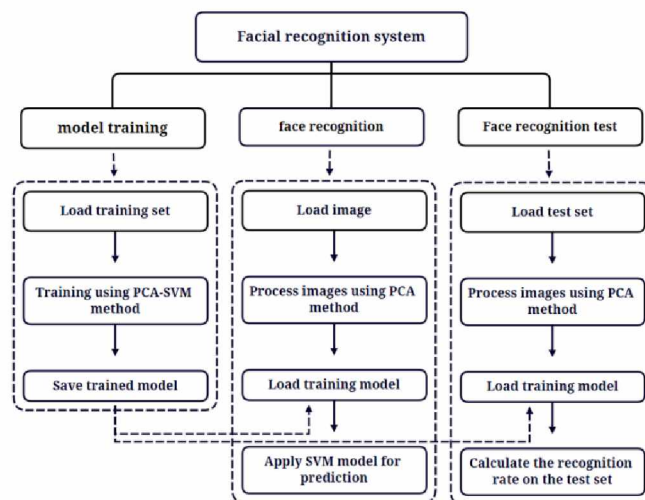 Facial recognition system
model training
face recognition
Face recognition test
Load training set
Load image
Load test set
Training using PCA-SVM
method
Process images using PCA
method
Process images using PCA
method
Save trained model
Load training model
Load training model
Apply SVM model for
prediction
Calculate the recognition
rate on the test set